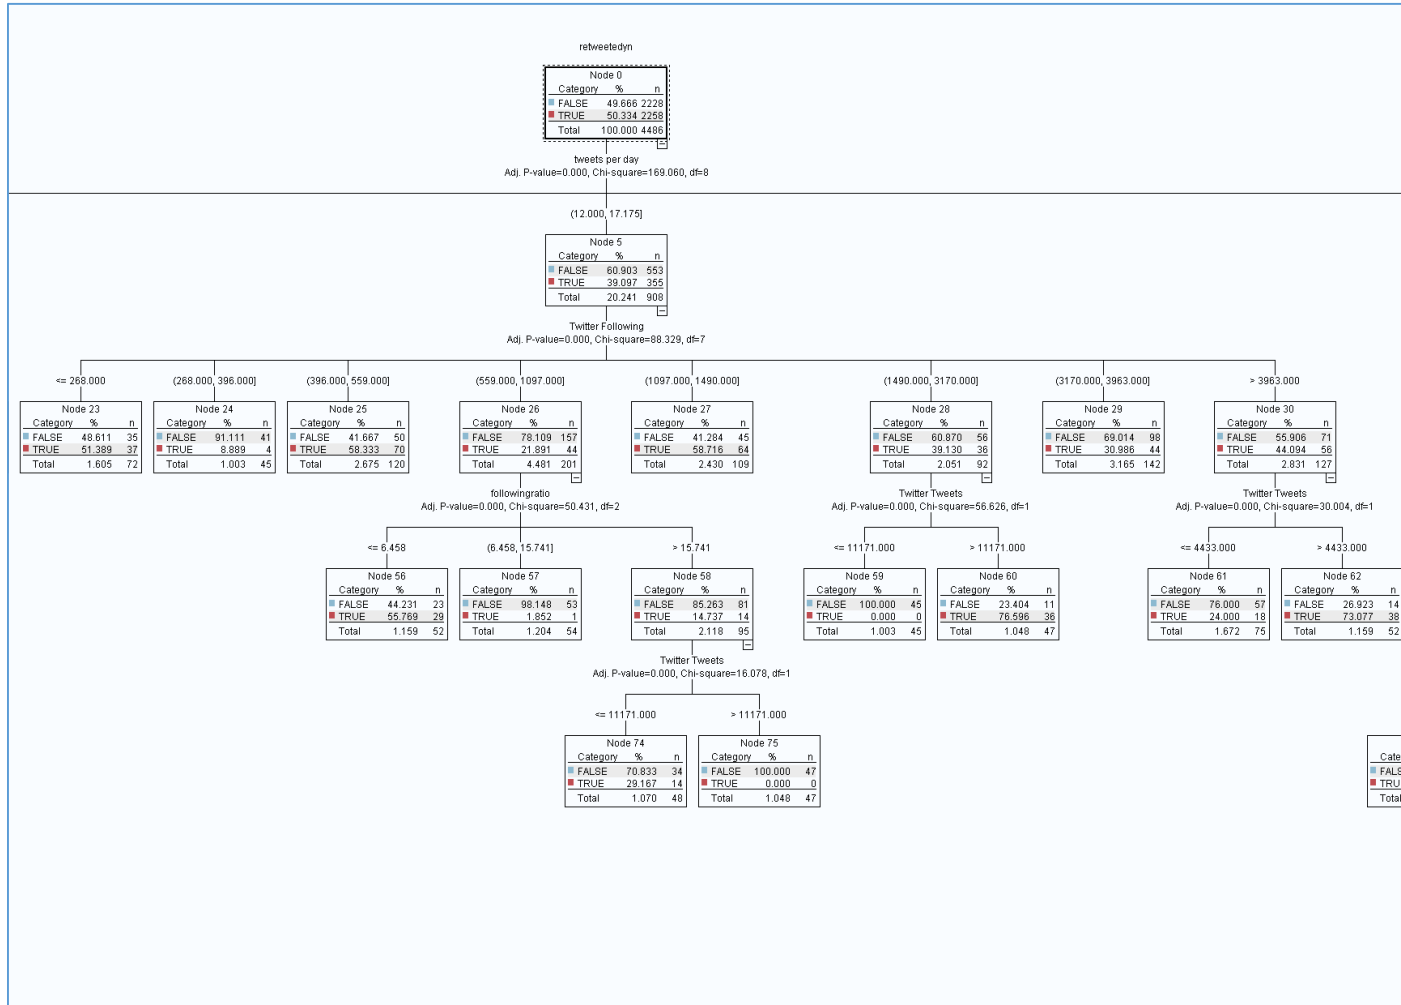 retweetedyn
Node 0
Category % n
FALSE 49.666 2228
TRUE 50.334 2258
Total 100.000 4486
tweets per day
Adj. P-value=0.000, Chi-square=169.060, df=8
(12.000, 17.175]
Node 5
Category % n
FALSE 60.903 553
TRUE 39.097 355
Total 20.241 908
Twitter Following
Adj. P-value=0.000, Chi-square=88.329, df=7
<= 268.000
(268.000, 396.000]
(396.000, 559.000]
(559.000, 1097.000]
(1097.000, 1490.000]
(1490.000, 3170.000]
(3170.000, 3963.000]
> 3963.000
Node 23
Category % n
FALSE 48.611 35
TRUE 51.389 37
Total 1.605 72
Node 24
Category % n
FALSE 91.111 41
TRUE 8.889 4
Total 1.003 45
Node 25
Category % n
FALSE 41.667 50
TRUE 58.333 70
Total 2.675 120
Node 26
Category % n
FALSE 78.109 157
TRUE 21.891 44
Total 4.481 201
Node 27
Category % n
FALSE 41.284 45
TRUE 58.716 64
Total 2.430 109
Node 28
Category % n
FALSE 60.870 56
TRUE 39.130 36
Total 2.051 92
Node 29
Category % n
FALSE 69.014 98
TRUE 30.986 44
Total 3.165 142
Node 30
Category % n
FALSE 55.906 71
TRUE 44.094 56
Total 2.831 127
followingratio
Adj. P-value=0.000, Chi-square=50.431, df=2
Twitter Tweets
Adj. P-value=0.000, Chi-square=56.626, df=1
Twitter Tweets
Adj. P-value=0.000, Chi-square=30.004, df=1
<= 6.458
(6.458, 15.741]
> 15.741
<= 11171.000
> 11171.000
<= 4433.000
> 4433.000
Node 56
Category % n
FALSE 44.231 23
TRUE 55.769 29
Total 1.159 52
Node 57
Category % n
FALSE 98.148 53
TRUE 1.852 1
Total 1.204 54
Node 58
Category % n
FALSE 85.263 81
TRUE 14.737 14
Total 2.118 95
Node 59
Category % n
FALSE 100.000 45
TRUE 0.000 0
Total 1.003 45
Node 60
Category % n
FALSE 23.404 11
TRUE 76.596 36
Total 1.048 47
Node 61
Category % n
FALSE 76.000 57
TRUE 24.000 18
Total 1.672 75
Node 62
Category % n
FALSE 26.923 14
TRUE 73.077 38
Total 1.159 52
Twitter Tweets
Adj. P-value=0.000, Chi-square=16.078, df=1
<= 11171.000
> 11171.000
Node 74
Category % n
FALSE 70.833 34
TRUE 29.167 14
Total 1.070 48
Node 75
Category % n
FALSE 100.000 47
TRUE 0.000 0
Total 1.048 47